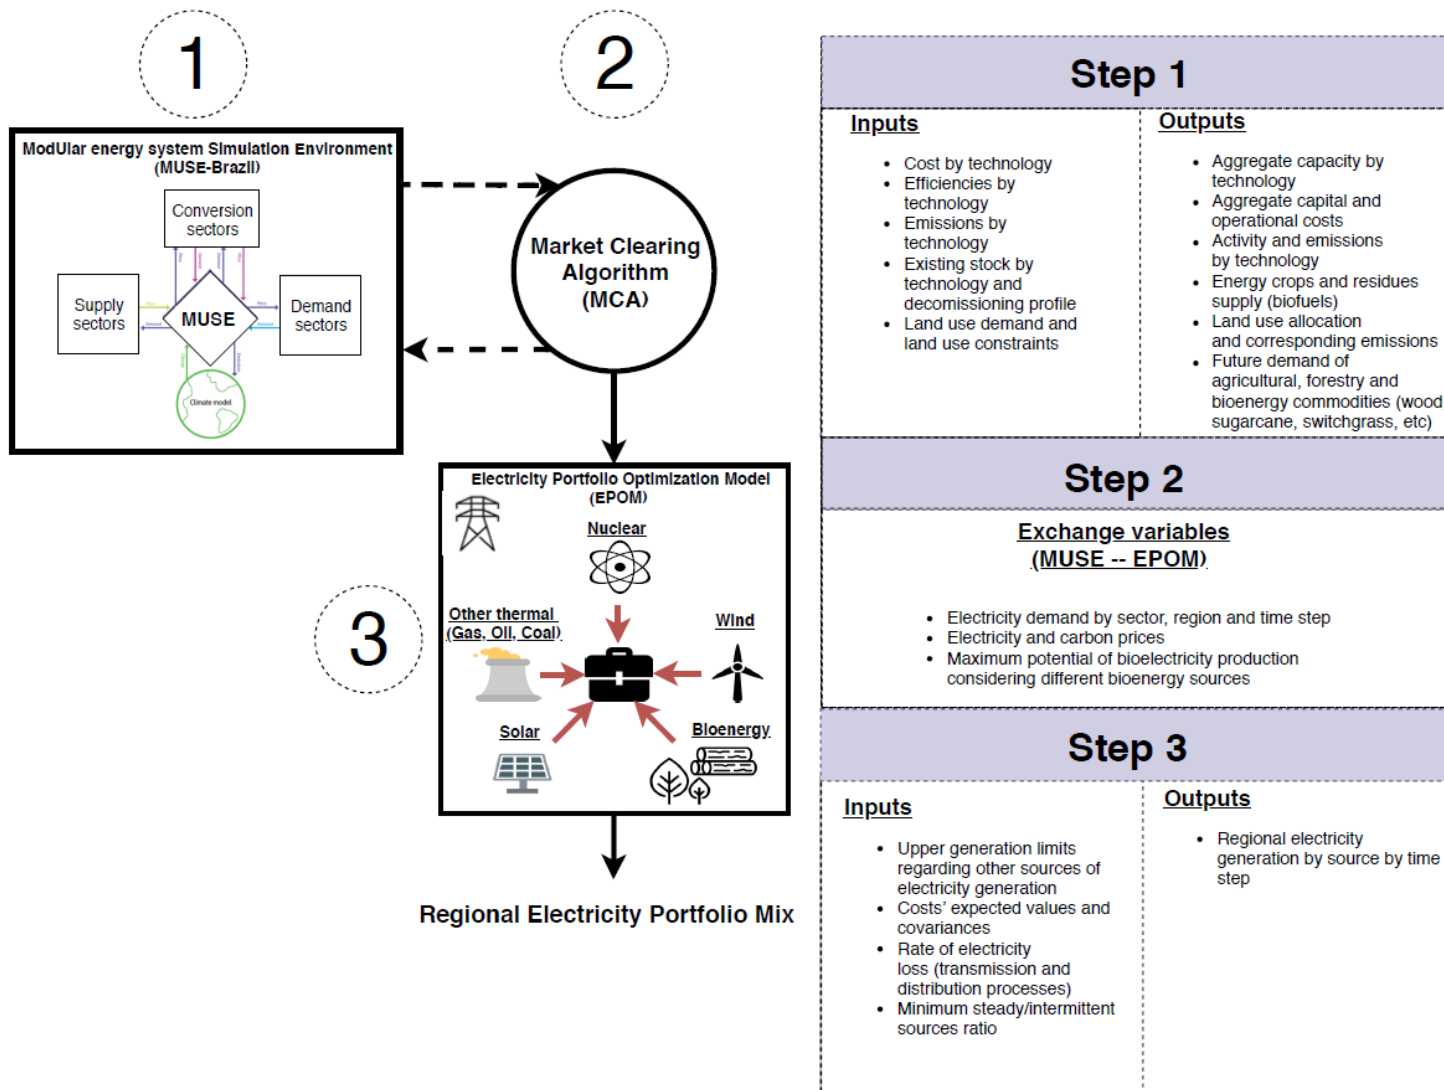 1
2
ModUlar energy system SImulation Environment
(MUSE-Brazil)
Conversion
sectors
Supply
sectors
MUSE
Demand
sectors
Climate model
Market Clearing
Algorithm
(MCA)
3
Electricity Portfolio Optimization Model
(EPOM)
Nuclear
Other thermal
(Gas, Oil, Coal)
Wind
Solar
Bioenergy
Regional Electricity Portfolio Mix
Step 1
Inputs
• Cost by technology
• Efficiencies by
technology
• Emissions by
technology
• Existing stock by
technology and
decomissioning profile
• Land use demand and
land use constraints
Outputs
• Aggregate capacity by
technology
• Aggregate capital and
operational costs
• Activity and emissions
by technology
• Energy crops and residues
supply (biofuels)
• Land use allocation
and corresponding emissions
• Future demand of
agricultural, forestry and
bioenergy commodities (wood
sugarcane, switchgrass, etc)
Step 2
Exchange variables
(MUSE -- EPOM)
• Electricity demand by sector, region and time step
• Electricity and carbon prices
• Maximum potential of bioelectricity production
considering different bioenergy sources
Step 3
Inputs
• Upper generation limits
regarding other sources of
electricity generation
• Costs' expected values and
covariances
• Rate of electricity
loss (transmission and
distribution processes)
• Minimum steady/intermittent
sources ratio
Outputs
• Regional electricity
generation by source by time
step